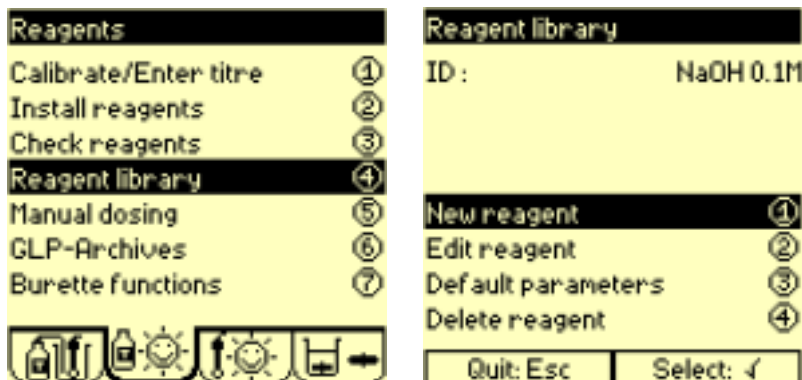 Reagents
Calibrate/Enter titre ①
Install reagents ②
Check reagents ③
Reagent library ④
Manual dosing ⑤
GLP-Archives ⑥
Burette functions ⑦
Reagent library
ID : NaOH 0.1M
New reagent ①
Edit reagent ②
Default parameters ③
Delete reagent ④
Quit: Esc Select: √